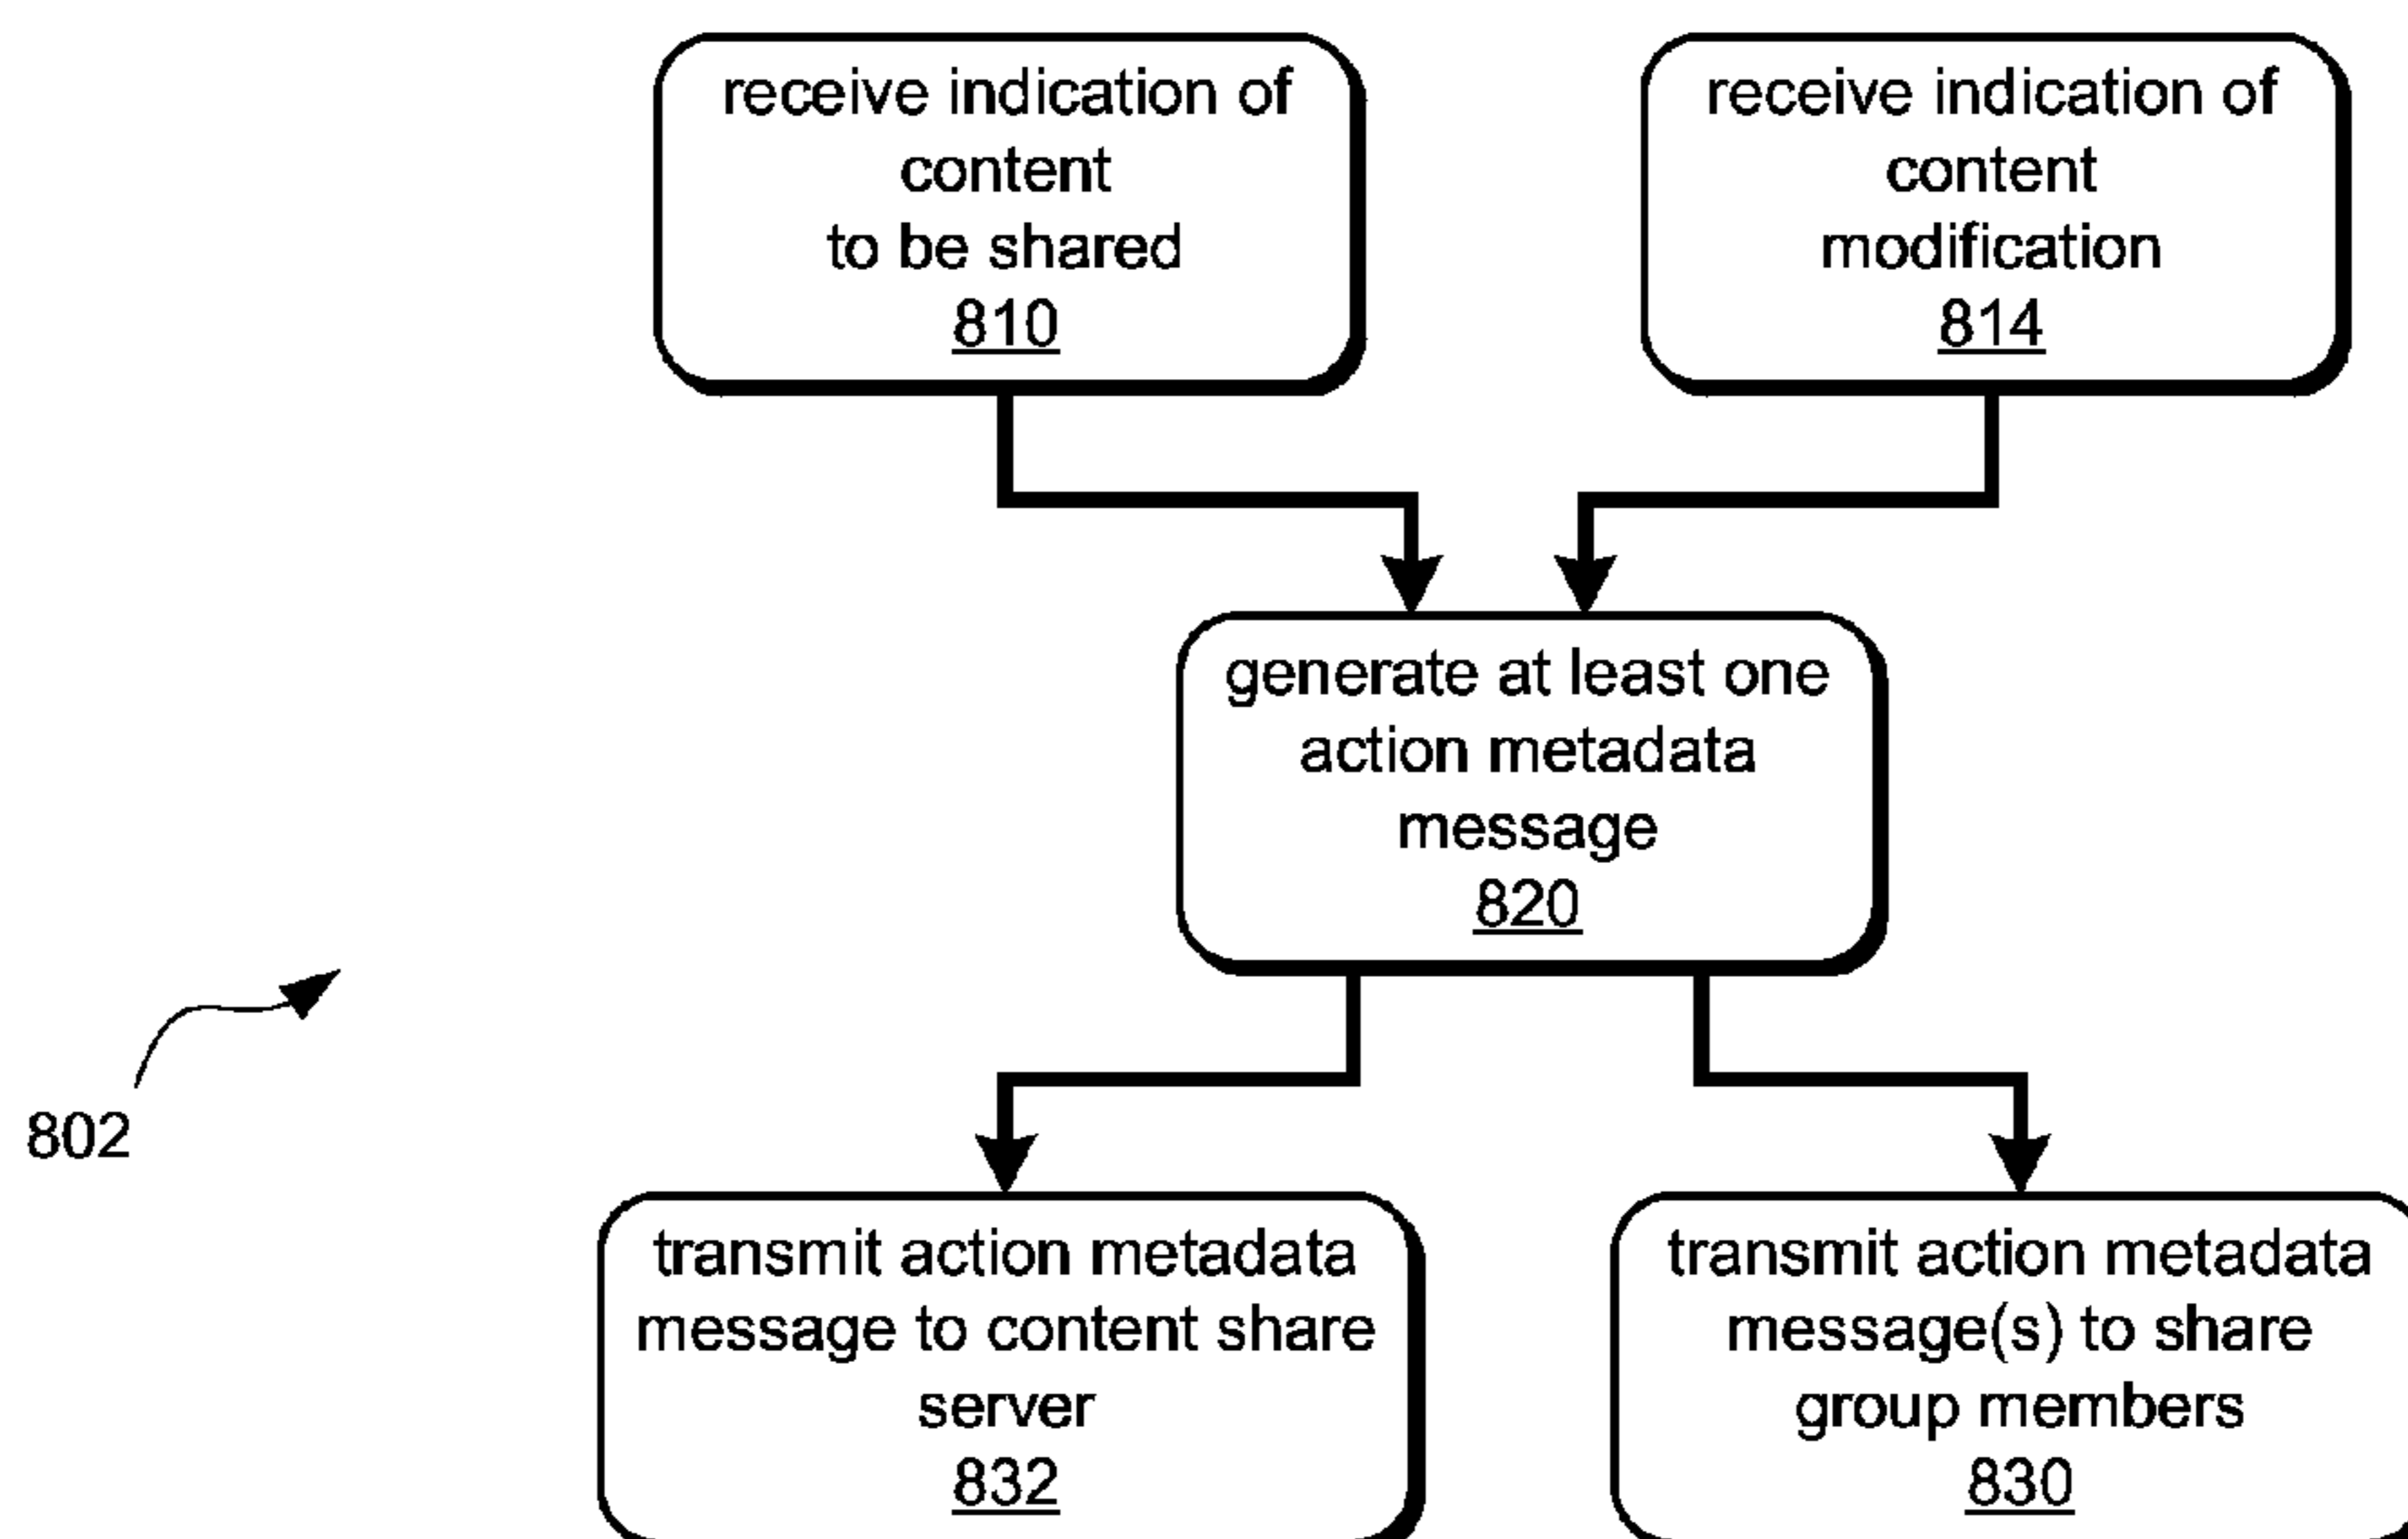 receive indication of
content
to be shared
810
receive indication of
content
modification
814
generate at least one
action metadata
message
820
802
transmit action metadata
message to content share
server
832
transmit action metadata
message(s) to share
group members
830